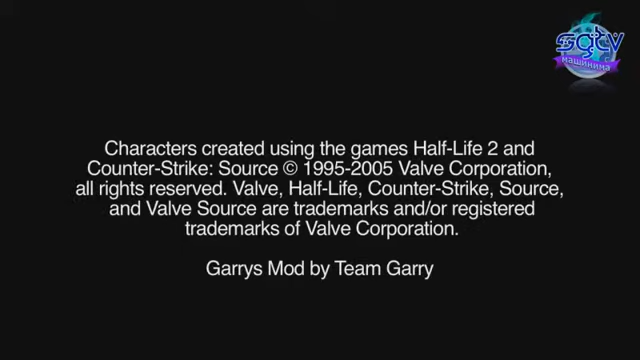 sgtv
машинима
Characters created using the games Half-Life 2 and
Counter-Strike: Source © 1995-2005 Valve Corporation,
all rights reserved. Valve, Half-Life, Counter-Strike, Source,
and Valve Source are trademarks and/or registered
trademarks of Valve Corporation.
Garrys Mod by Team Garry